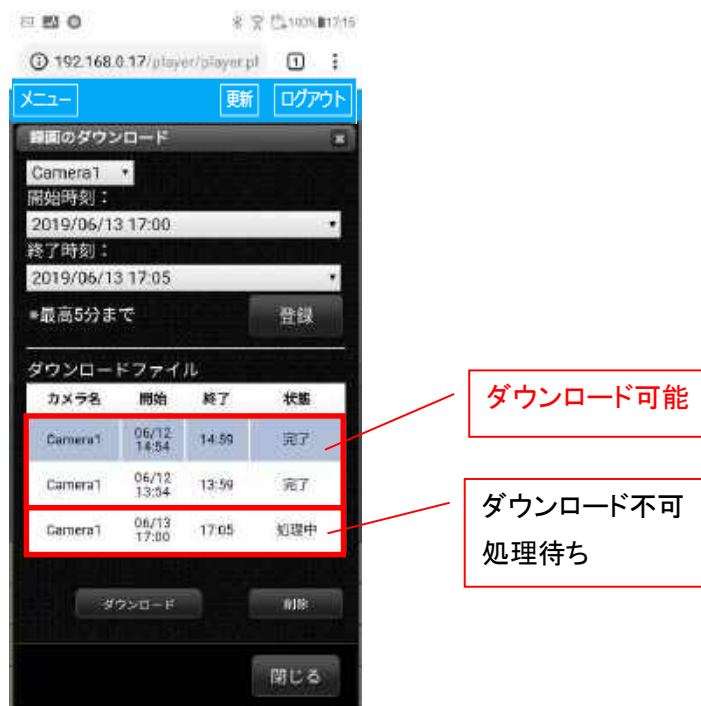 100% 17:15
192.168.0.17/player/player.pl 1
メニュー 更新 ログアウト
録画のダウンロード
Camera1
開始時刻：
2019/06/13 17:00
終了時刻：
2019/06/13 17:05
*最高5分まで 登録
ダウンロードファイル
カメラ名 開始 終了 状態
Camera1 06/12 14:54 14:59 完了
Camera1 06/12 13:54 13:59 完了
Camera1 06/13 17:00 17:05 処理中
ダウンロード 削除
閉じる
ダウンロード可能
ダウンロード不可
処理待ち